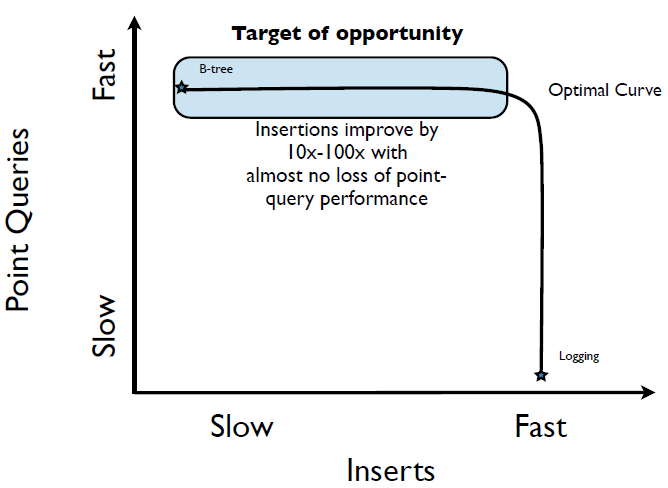 Target of opportunity
Fast
B-tree
Optimal Curve
Insertions improve by
10x-100x with
almost no loss of point-
query performance
Point Queries
Slow
Logging
Slow
Fast
Inserts